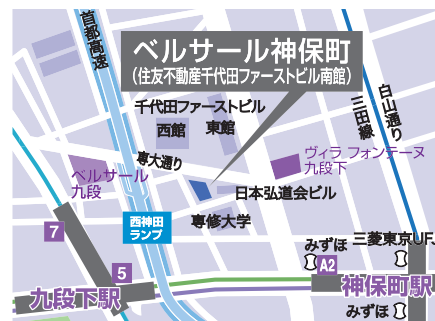 首都高速
ベルサール神保町
(住友不動産千代田ファーストビル南館)
千代田ファーストビル
西館
東館
専大通り
白山通り
三田線
ヴィラ フォンテーヌ
九段下
ベルサール
九段
日本弘道会ビル
専修大学
西神田
ランプ
7
5
みずほ
三菱東京UFJ
A2
九段下駅
神保町駅
みずほ